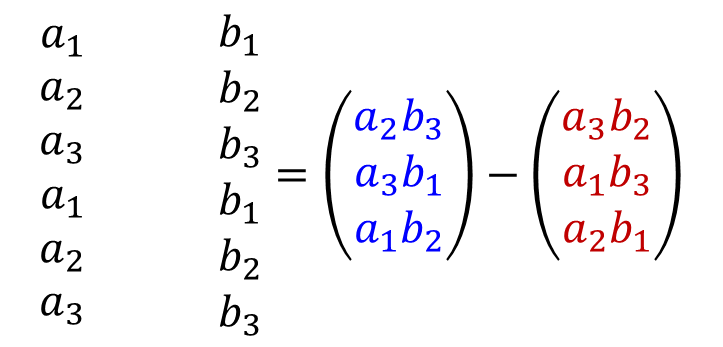 a₁ b₁
a₂ b₂
a₃ b₃
a₁ b₁
a₂ b₂
a₃ b₃
= (a₂b₃ a₃b₁ a₁b₂) − (a₃b₂ a₁b₃ a₂b₁)